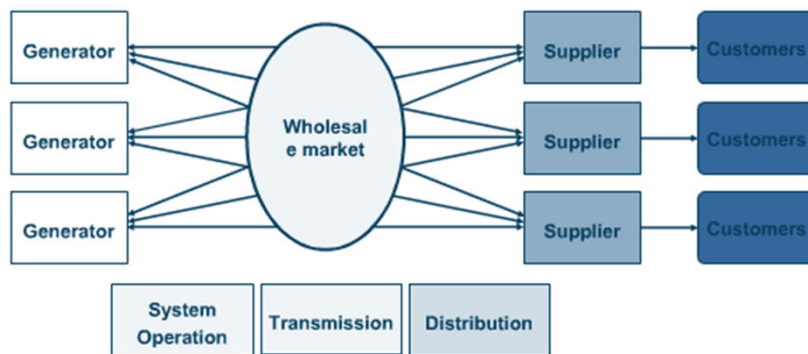 Generator
Supplier
Customers
Generator
Wholesal
e market
Supplier
Customers
Generator
Supplier
Customers
System
Operation
Transmission
Distribution